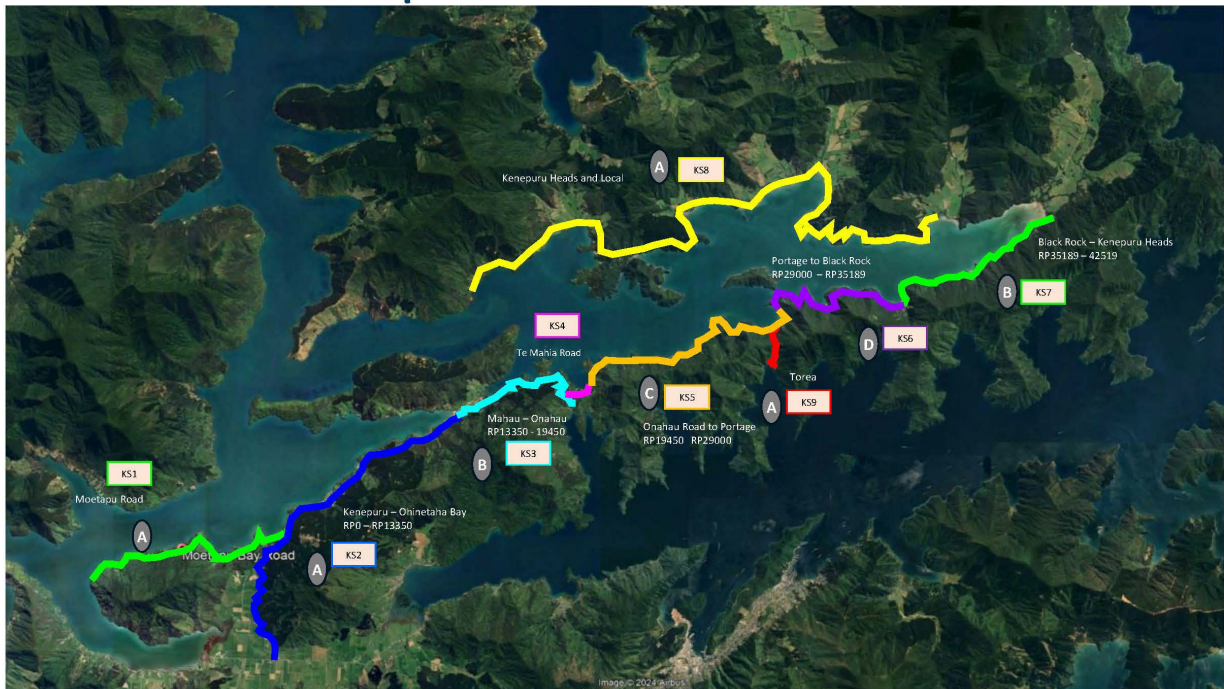 A
KS8
Kenepuru Heads and Local
Black Rock – Kenepuru Heads
RP35189 – 42519
Portage to Black Rock
RP29000 – RP35189
B
KS7
KS4
Te Mahia Road
D
KS6
Torea
A
KS9
C
KS5
Onahau Road to Portage
RP19450 RP29000
Mahau – Onahau
RP13350 - 19450
B
KS3
KS1
Moetapu Road
A
Kenepuru – Ohinetaha Bay
RP0 – RP13350
Bay Road
KS2
A
Image © 2024 Airbus